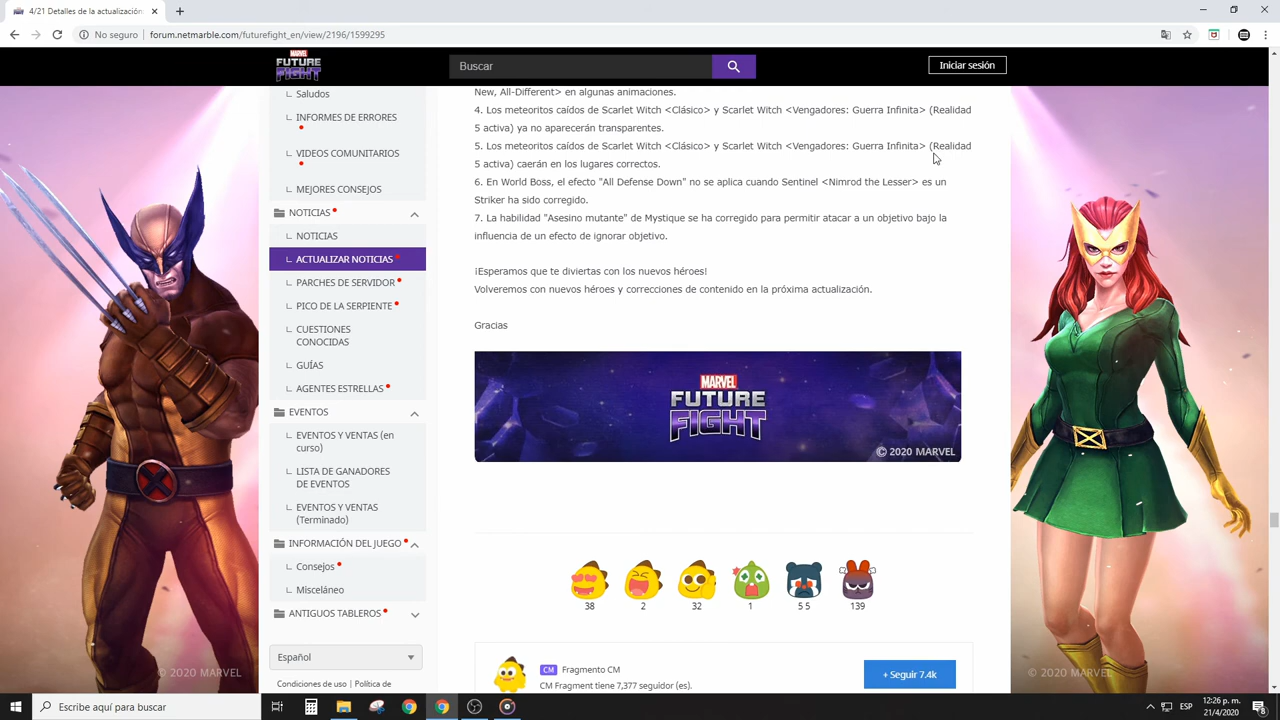 4/21 Detalles de la actualización
No seguro
forum.netmarble.com/futurefight_en/view/2196/1599295
MARVEL
FUTURE
FIGHT
Buscar
Iniciar sesión
Saludos
INFORMES DE ERRORES
VIDEOS COMUNITARIOS
MEJORES CONSEJOS
NOTICIAS
NOTICIAS
ACTUALIZAR NOTICIAS
PARCHES DE SERVIDOR
PICO DE LA SERPIENTE
CUESTIONES
CONOCIDAS
GUÍAS
AGENTES ESTRELLAS
EVENTOS
EVENTOS Y VENTAS (en
curso)
LISTA DE GANADORES
DE EVENTOS
EVENTOS Y VENTAS
(Terminado)
INFORMACIÓN DEL JUEGO
Consejos
Misceláneo
ANTIGUOS TABLEROS
Español
Condiciones de uso | Política de
New, All-Different> en algunas animaciones.
4. Los meteoritos caídos de Scarlet Witch <Clásico> y Scarlet Witch <Vengadores: Guerra Infinita> (Realidad
5 activa) ya no aparecerán transparentes.
5. Los meteoritos caídos de Scarlet Witch <Clásico> y Scarlet Witch <Vengadores: Guerra Infinita> (Realidad
5 activa) caerán en los lugares correctos.
6. En World Boss, el efecto "All Defense Down" no se aplica cuando Sentinel <Nimrod the Lesser> es un
Striker ha sido corregido.
7. La habilidad "Asesino mutante" de Mystique se ha corregido para permitir atacar a un objetivo bajo la
influencia de un efecto de ignorar objetivo.
¡Esperamos que te diviertas con los nuevos héroes!
Volveremos con nuevos héroes y correcciones de contenido en la próxima actualización.
Gracias
MARVEL
FUTURE
FIGHT
© 2020 MARVEL
38
2
32
1
5 5
139
CM Fragmento CM
CM Fragment tiene 7,377 seguidor (es).
+ Seguir 7.4k
© 2020 MARVEL
© 2020 MARVEL
Escribe aquí para buscar
ESP
12:26 p. m.
21/4/2020
8